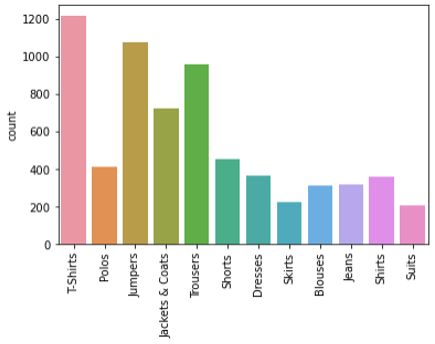 1200
1000
800
600
400
200
0
count
T-Shirts
Polos
Jumpers
Jackets & Coats
Trousers
Shorts
Dresses
Skirts
Blouses
Jeans
Shirts
Suits